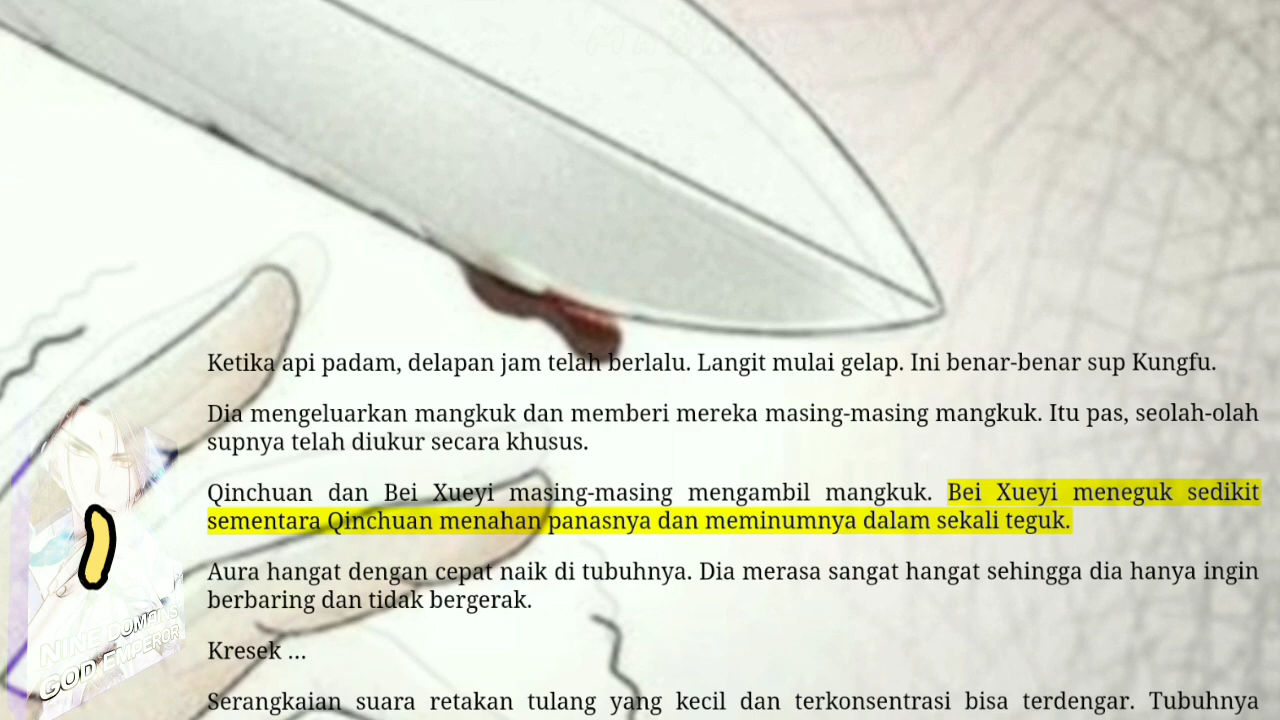 Ketika api padam, delapan jam telah berlalu. Langit mulai gelap. Ini benar-benar sup Kungfu.
Dia mengeluarkan mangkuk dan memberi mereka masing-masing mangkuk. Itu pas, seolah-olah
supnya telah diukur secara khusus.
Qinchuan dan Bei Xueyi masing-masing mengambil mangkuk. Bei Xueyi meneguk sedikit
sementara Qinchuan menahan panasnya dan meminumnya dalam sekali teguk.
Aura hangat dengan cepat naik di tubuhnya. Dia merasa sangat hangat sehingga dia hanya ingin
berbaring dan tidak bergerak.
Kresek ...
Serangkaian suara retakan tulang yang kecil dan terkonsentrasi bisa terdengar. Tubuhnya
NINE DOMAINS
GOD EMPEROR